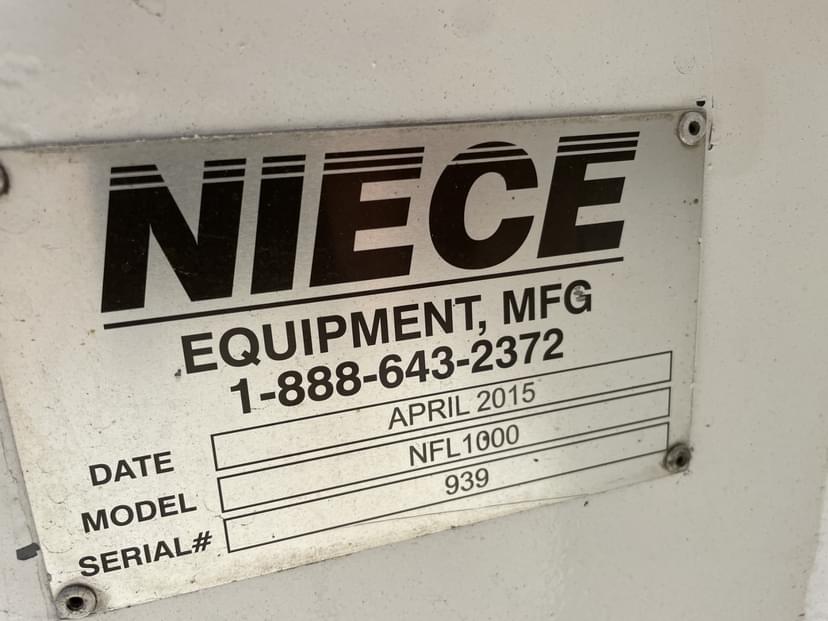 NIECE
EQUIPMENT, MFG
1-888-643-2372
DATE APRIL 2015
MODEL NFL1000
SERIAL# 939